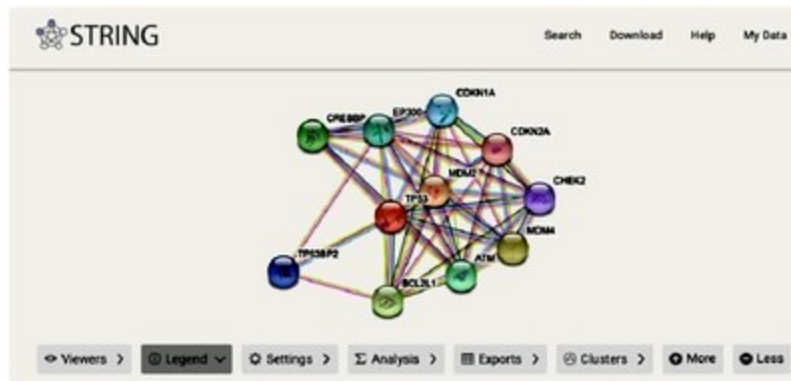 STRING
Search Download Help My Data
CDKN1A
CREBBP EP300
CDKN2A
MDM2
CHEK2
TP53
MDM4
TP53BP2 ATM
BCL2L1
Viewers Legend Settings Σ Analysis Exports Clusters More Less